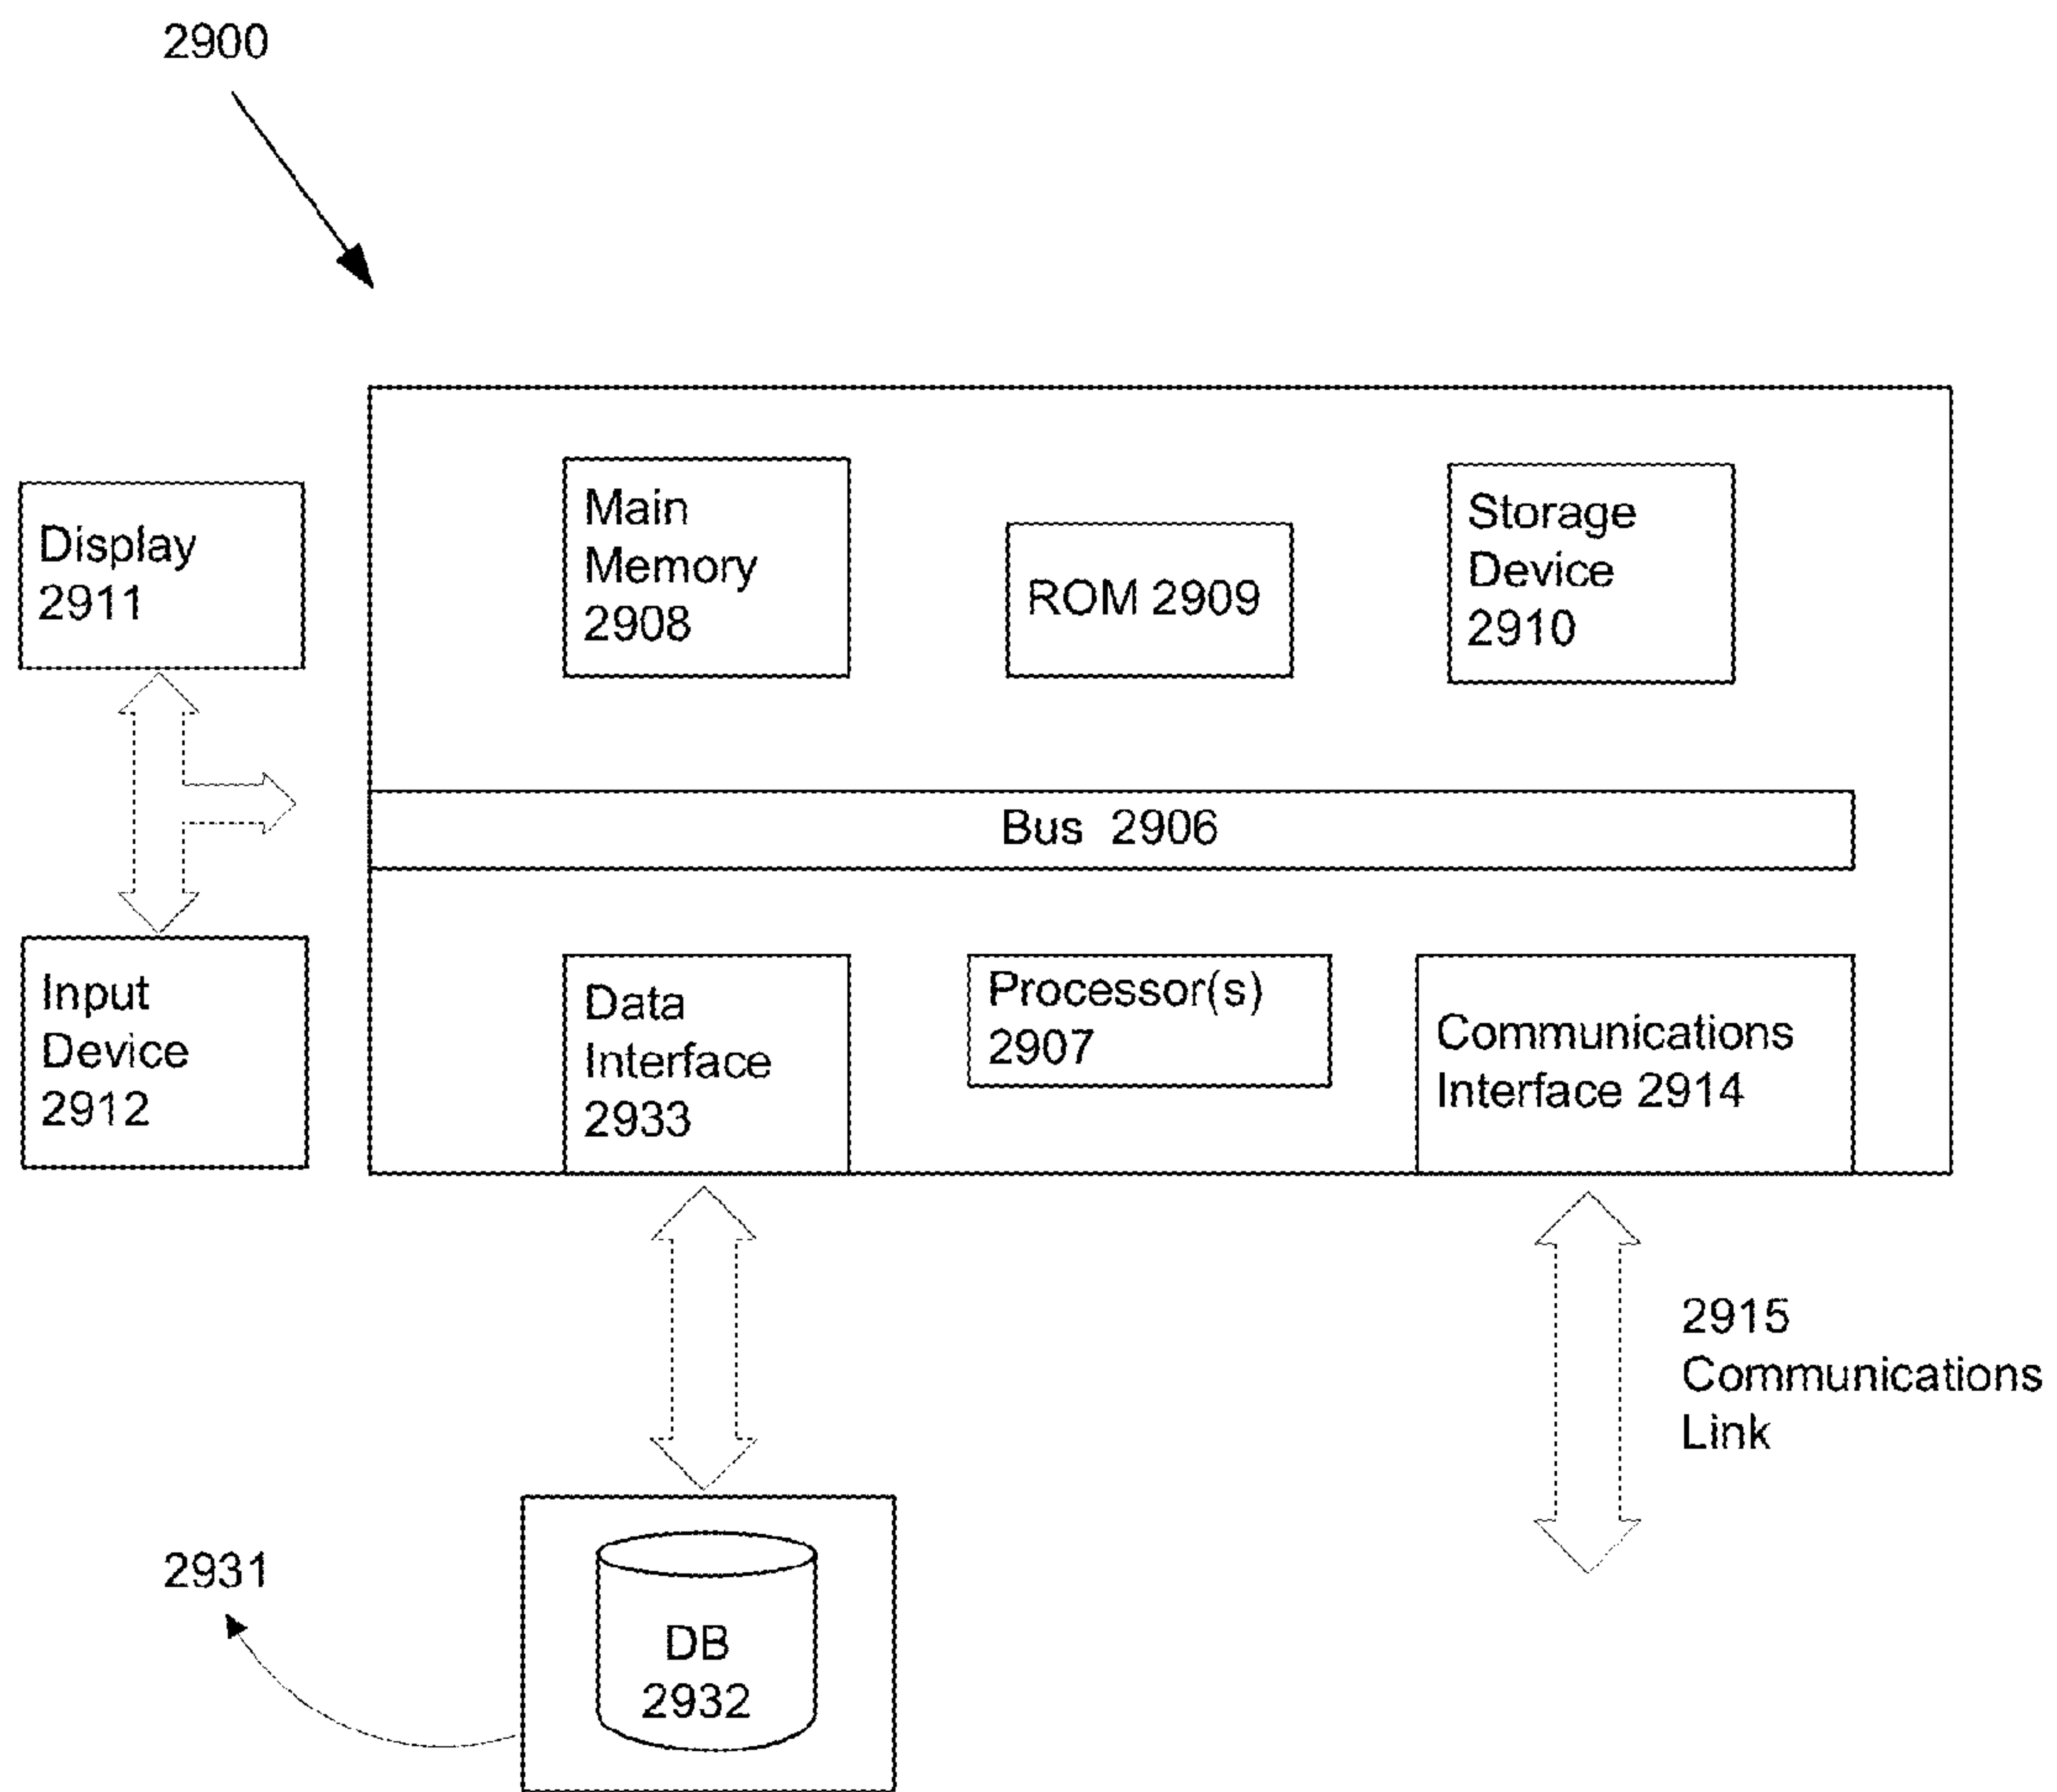 2900
Display
2911
Main
Memory
2908
ROM 2909
Storage
Device
2910
Bus 2906
Input
Device
2912
Data
Interface
2933
Processor(s)
2907
Communications
Interface 2914
2915
Communications
Link
2931
DB
2932